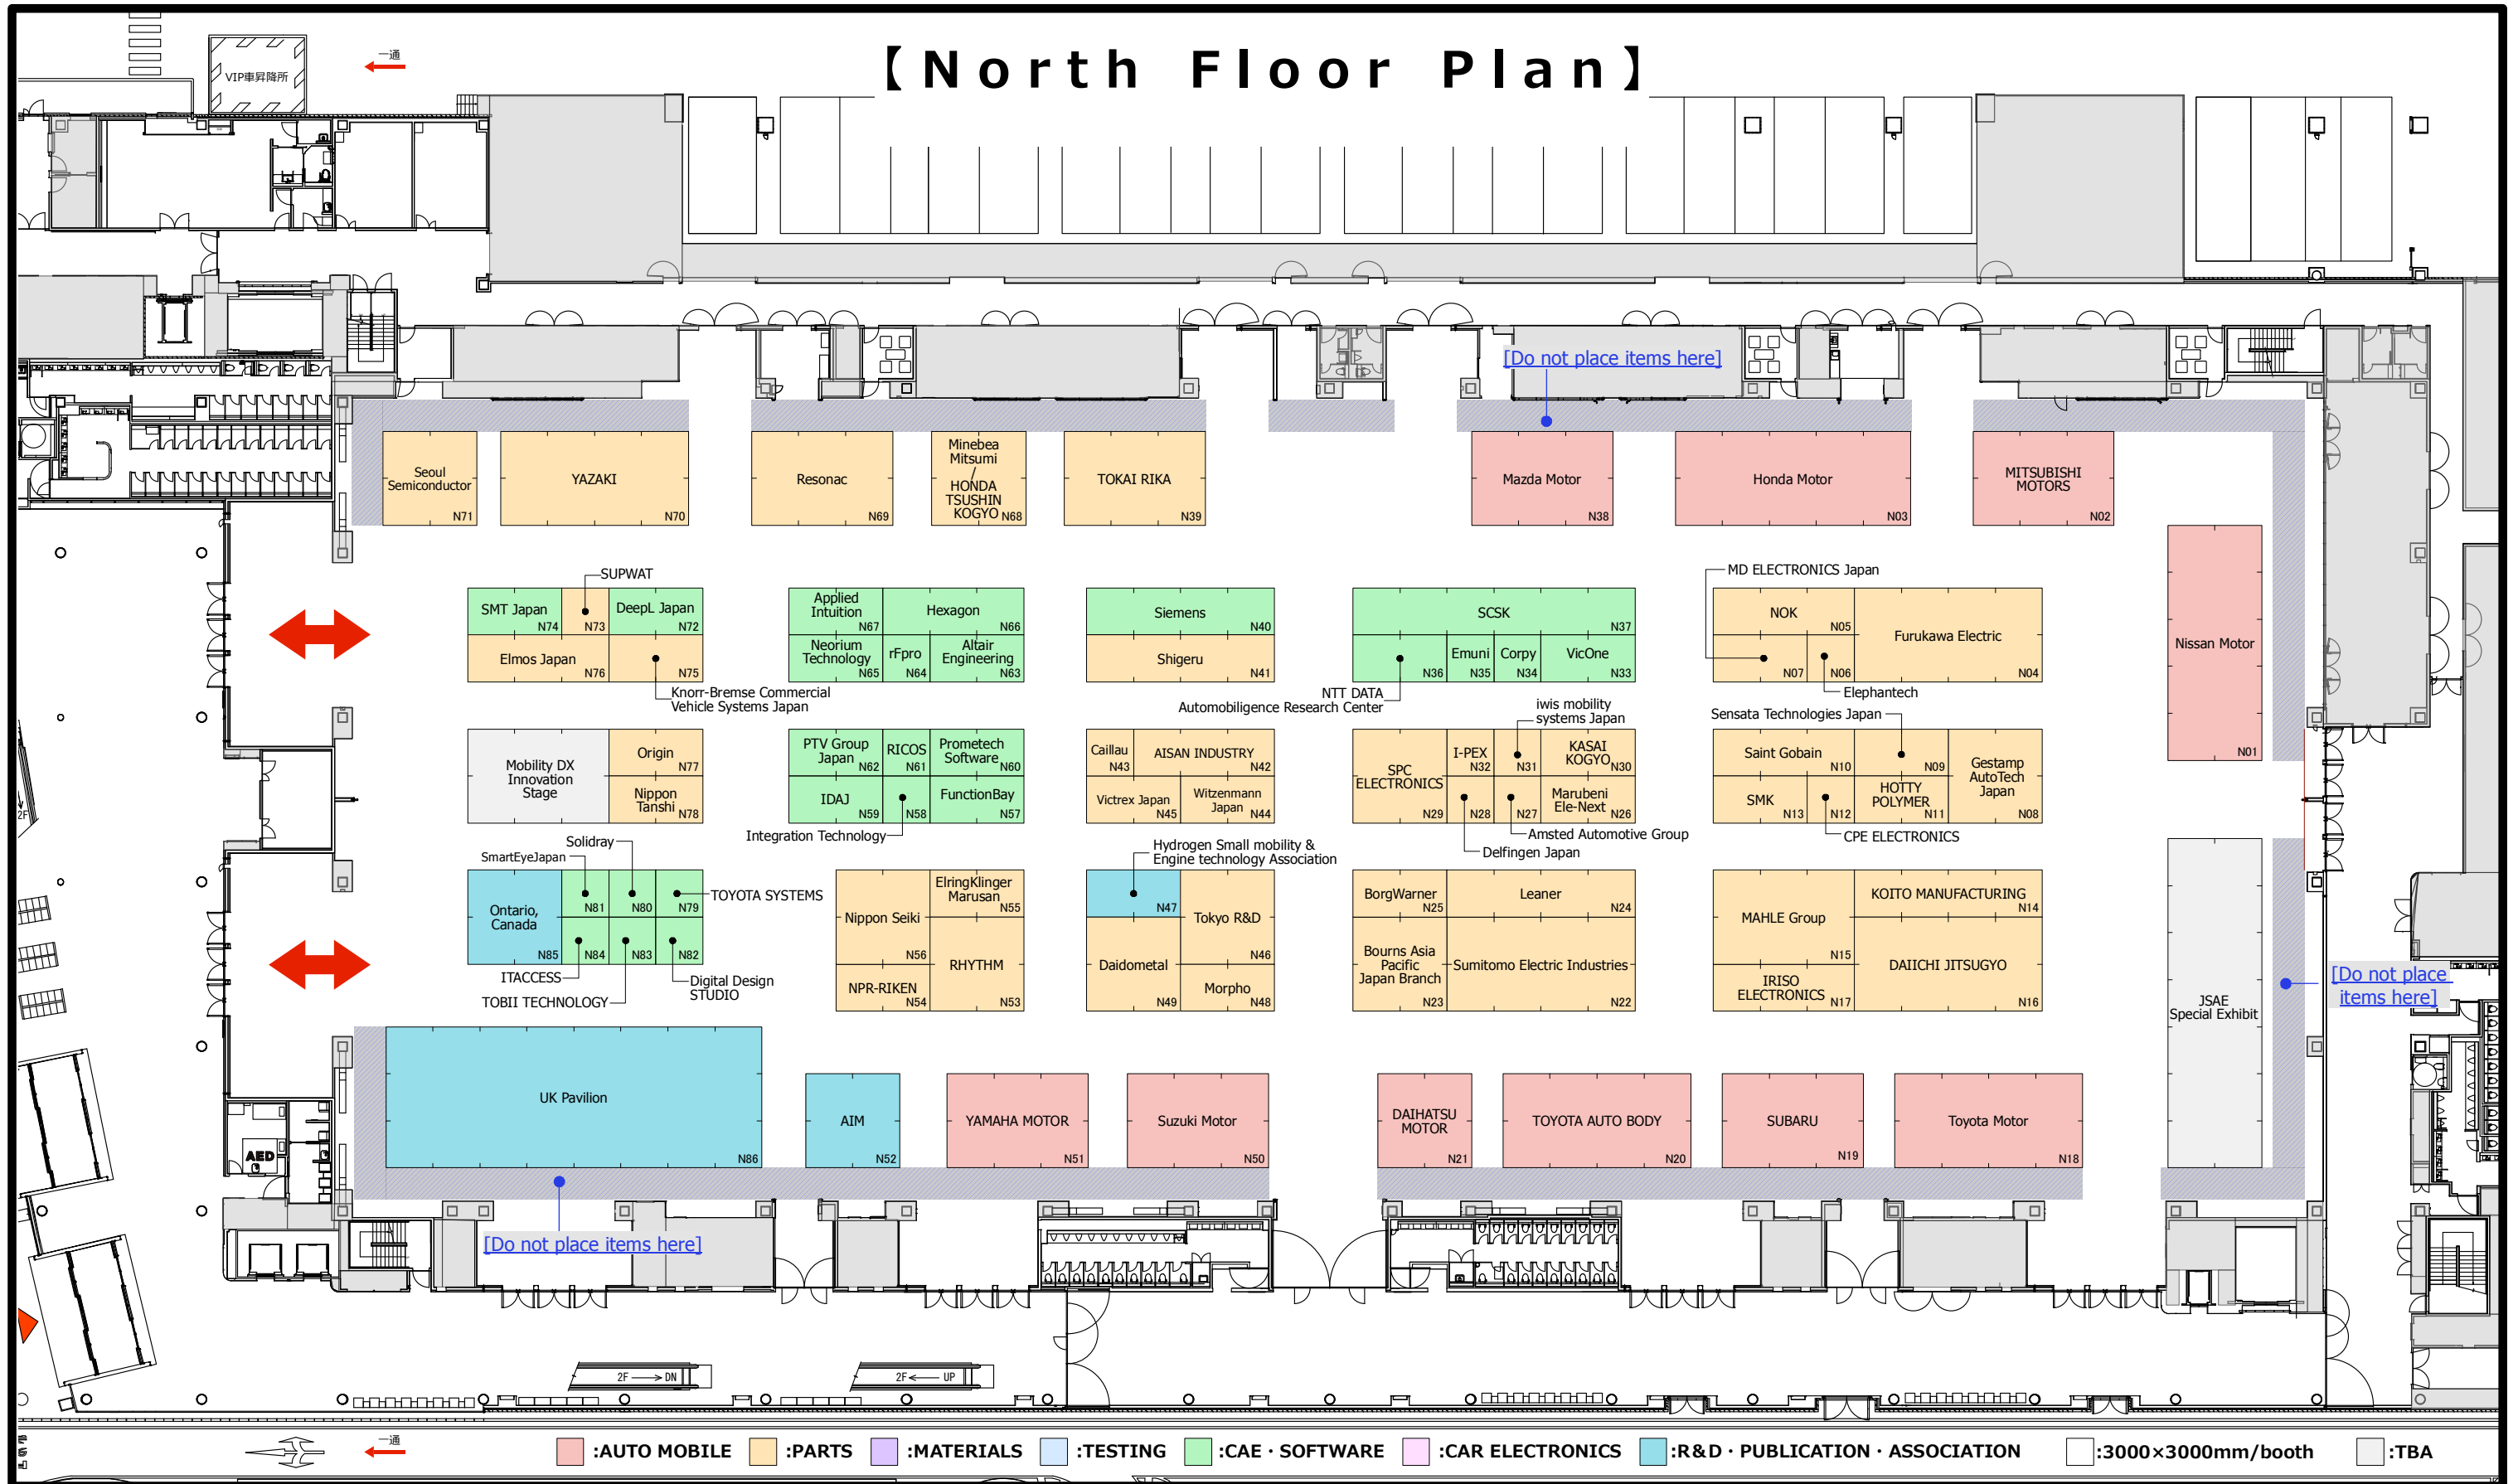 【North Floor Plan】
VIP車昇降所
一通
[Do not place items here]
Seoul
Semiconductor
N71
YAZAKI
N70
Resonac
N69
Minebea
Mitsumi
/
HONDA
TSUSHIN
KOGYO
N68
TOKAI RIKA
N39
Mazda Motor
N38
Honda Motor
N03
MITSUBISHI
MOTORS
N02
Nissan Motor
N01
SUPWAT
SMT Japan
N74
N73
DeepL Japan
N72
Elmos Japan
N76
N75
Knorr-Bremse Commercial
Vehicle Systems Japan
Applied
Intuition
N67
Hexagon
N66
Neorium
Technology
N65
rFpro
N64
Altair
Engineering
N63
Siemens
N40
Shigeru
N41
SCSK
N37
N36
Emuni
N35
Corpy
N34
VicOne
N33
NTT DATA
Automobiligence Research Center
MD ELECTRONICS Japan
NOK
N05
N07
N06
Furukawa Electric
N04
Elephantech
Mobility DX
Innovation
Stage
Origin
N77
Nippon
Tanshi
N78
PTV Group
Japan
N62
RICOS
N61
Prometech
Software
N60
IDAJ
N59
N58
FunctionBay
N57
Integration Technology
Caillau
N43
AISAN INDUSTRY
N42
Victrex Japan
N45
Witzenmann
Japan
N44
iwis mobility
systems Japan
SPC
ELECTRONICS
N29
I-PEX
N32
N31
KASAI
KOGYO
N30
N28
N27
Marubeni
Ele-Next
N26
Amsted Automotive Group
Delfingen Japan
Sensata Technologies Japan
Saint Gobain
N10
N09
Gestamp
AutoTech
Japan
N08
SMK
N13
N12
HOTTY
POLYMER
N11
CPE ELECTRONICS
Solidray
SmartEyeJapan
TOYOTA SYSTEMS
Ontario,
Canada
N85
N81
N80
N79
N84
N83
N82
ITACCESS
TOBII TECHNOLOGY
Digital Design
STUDIO
Nippon Seiki
N56
ElringKlinger
Marusan
N55
NPR-RIKEN
N54
RHYTHM
N53
Hydrogen Small mobility &
Engine technology Association
N47
Tokyo R&D
N46
Daidometal
N49
Morpho
N48
BorgWarner
N25
Leaner
N24
Bourns Asia
Pacific
Japan Branch
N23
Sumitomo Electric Industries
N22
MAHLE Group
N15
KOITO MANUFACTURING
N14
IRISO
ELECTRONICS
N17
DAIICHI JITSUGYO
N16
JSAE
Special Exhibit
[Do not place
items here]
UK Pavilion
N86
AIM
N52
YAMAHA MOTOR
N51
Suzuki Motor
N50
DAIHATSU
MOTOR
N21
TOYOTA AUTO BODY
N20
SUBARU
N19
Toyota Motor
N18
AED
[Do not place items here]
2F
2F → DN
2F ← UP
一通
:AUTO MOBILE
:PARTS
:MATERIALS
:TESTING
:CAE・SOFTWARE
:CAR ELECTRONICS
:R&D・PUBLICATION・ASSOCIATION
:3000×3000mm/booth
:TBA